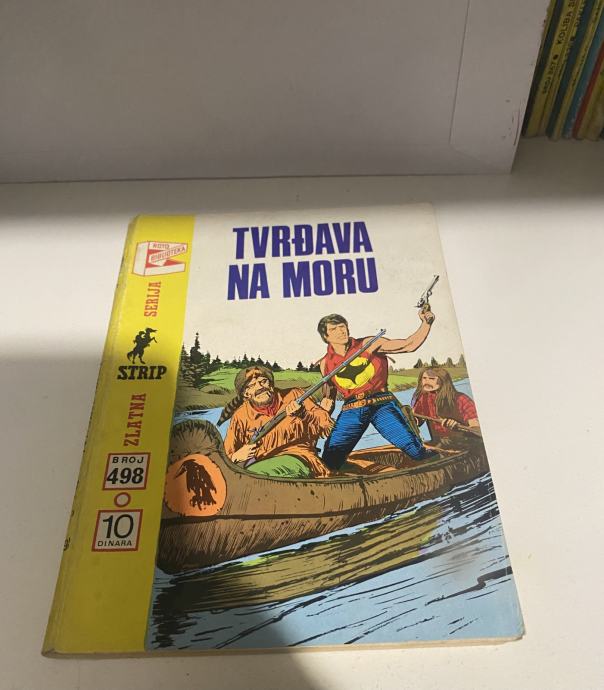 TVRĐAVA
NA MORU
ROTO
BIBLIOTEKA
ZLATNA SERIJA
STRIP
BROJ
498
10
DINARA